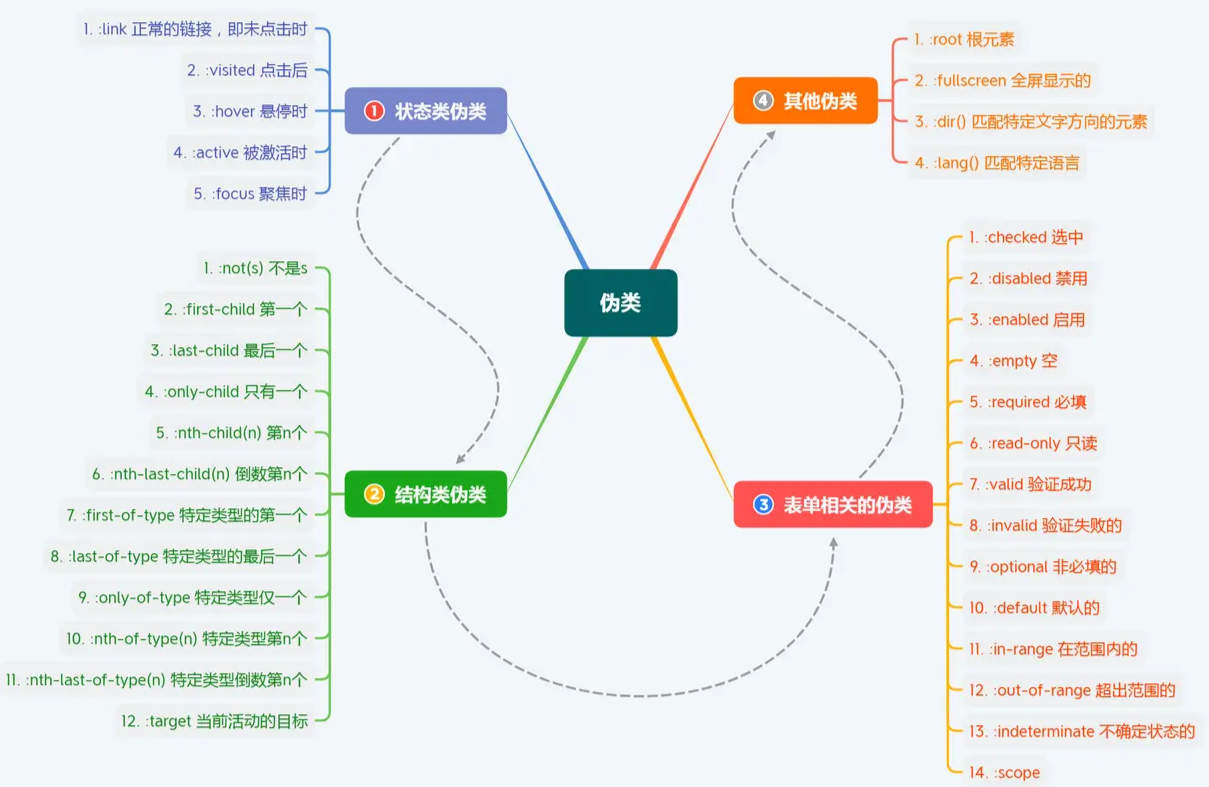 伪类
① 状态类伪类
1. :link 正常的链接，即未点击时
2. :visited 点击后
3. :hover 悬停时
4. :active 被激活时
5. :focus 聚焦时
② 结构类伪类
1. :not(s) 不是s
2. :first-child 第一个
3. :last-child 最后一个
4. :only-child 只有一个
5. :nth-child(n) 第n个
6. :nth-last-child(n) 倒数第n个
7. :first-of-type 特定类型的第一个
8. :last-of-type 特定类型的最后一个
9. :only-of-type 特定类型仅一个
10. :nth-of-type(n) 特定类型第n个
11. :nth-last-of-type(n) 特定类型倒数第n个
12. :target 当前活动的目标
③ 表单相关的伪类
1. :checked 选中
2. :disabled 禁用
3. :enabled 启用
4. :empty 空
5. :required 必填
6. :read-only 只读
7. :valid 验证成功
8. :invalid 验证失败的
9. :optional 非必填的
10. :default 默认的
11. :in-range 在范围内的
12. :out-of-range 超出范围的
13. :indeterminate 不确定状态的
14. :scope
④ 其他伪类
1. :root 根元素
2. :fullscreen 全屏显示的
3. :dir() 匹配特定文字方向的元素
4. :lang() 匹配特定语言